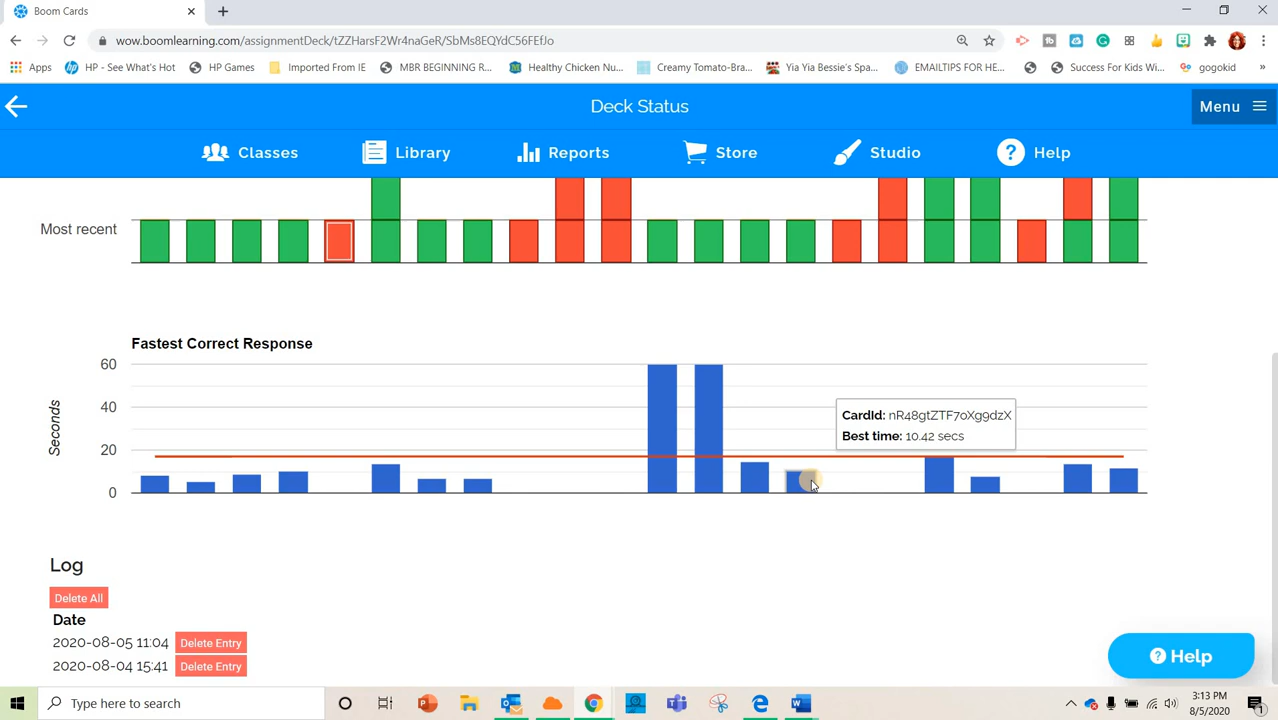 Boom Cards
wow.boomlearning.com/assignmentDeck/tZZHarsF2Wr4naGeR/SbMs8EQYdC56FEfJo
Apps HP - See What's Hot HP Games Imported From IE MBR BEGINNING R... Healthy Chicken Nu... Creamy Tomato-Bra... Yia Yia Bessie's Spa... EMAILTIPS FOR HE... Success For Kids Wi... gogokid »
Deck Status
Menu
Classes Library Reports Store Studio Help
Most recent
Fastest Correct Response
60
40
20
0
Seconds
CardId: nR48gtZTF7oXg9dzX
Best time: 10.42 secs
Log
Delete All
Date
2020-08-05 11:04 Delete Entry
2020-08-04 15:41 Delete Entry
Help
Type here to search
3:13 PM
8/5/2020